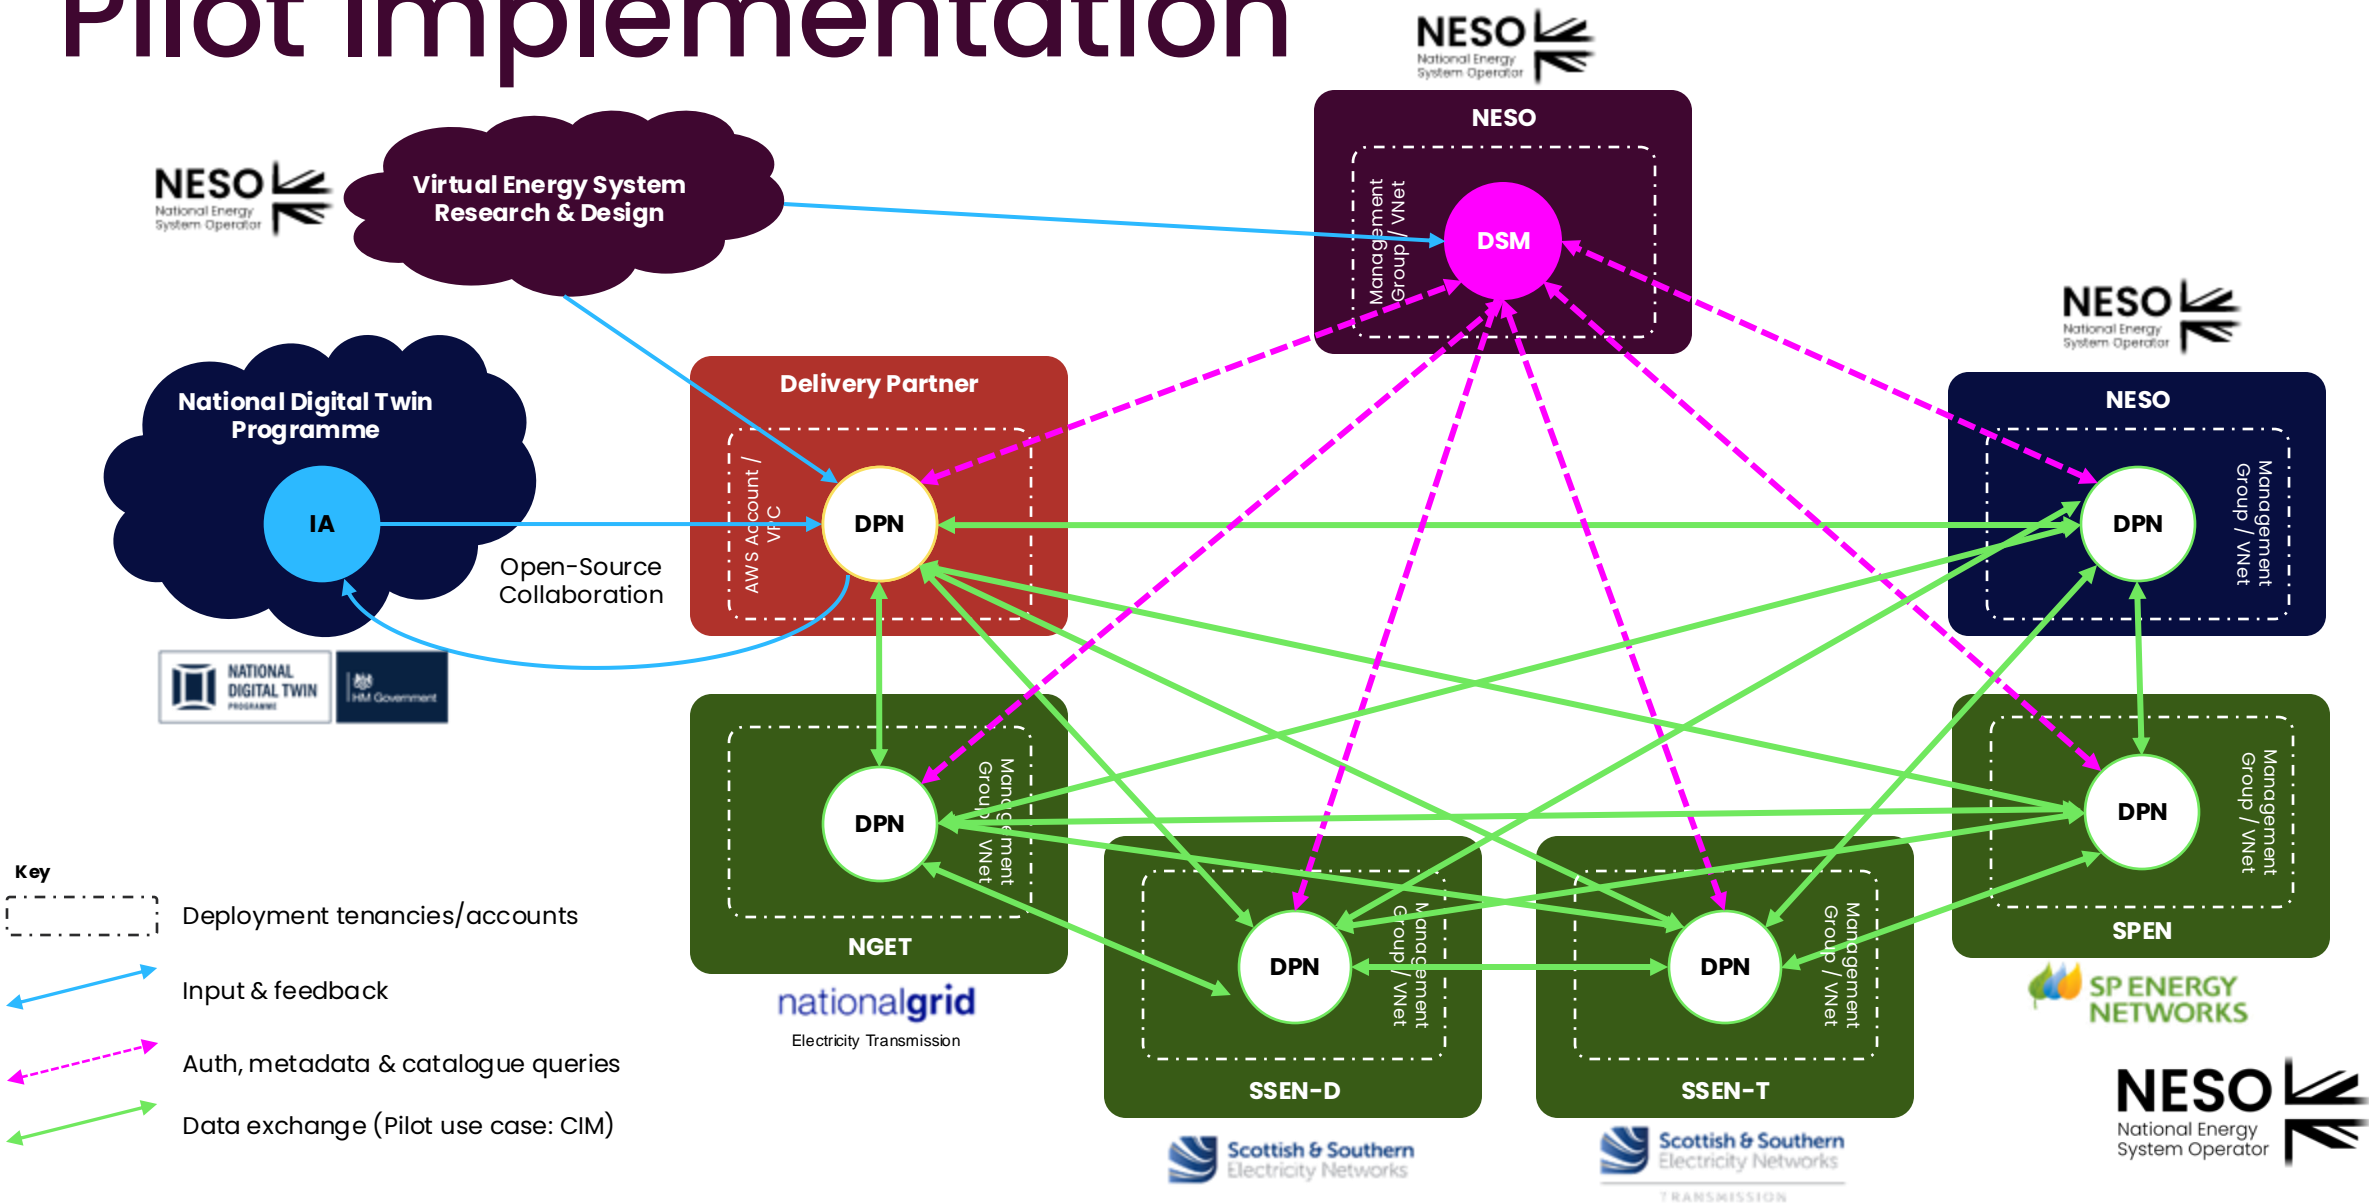 Pilot Implementation
NESO
National Energy
System Operator
NESO
Management
Group / VNet
DSM
NESO
National Energy
System Operator
Virtual Energy System
Research & Design
NESO
National Energy
System Operator
National Digital Twin
Programme
IA
Open-Source
Collaboration
NATIONAL
DIGITAL TWIN
PROGRAMME
HM Government
Delivery Partner
AWS Account /
VPC
DPN
NESO
DPN
Management
Group / VNet
DPN
Management
Group / VNet
NGET
nationalgrid
Electricity Transmission
DPN
Management
Group / VNet
SSEN-D
Scottish & Southern
Electricity Networks
DPN
Management
Group / VNet
SSEN-T
Scottish & Southern
Electricity Networks
TRANSMISSION
DPN
Management
Group / VNet
SPEN
SP ENERGY
NETWORKS
Key
Deployment tenancies/accounts
Input & feedback
Auth, metadata & catalogue queries
Data exchange (Pilot use case: CIM)
NESO
National Energy
System Operator